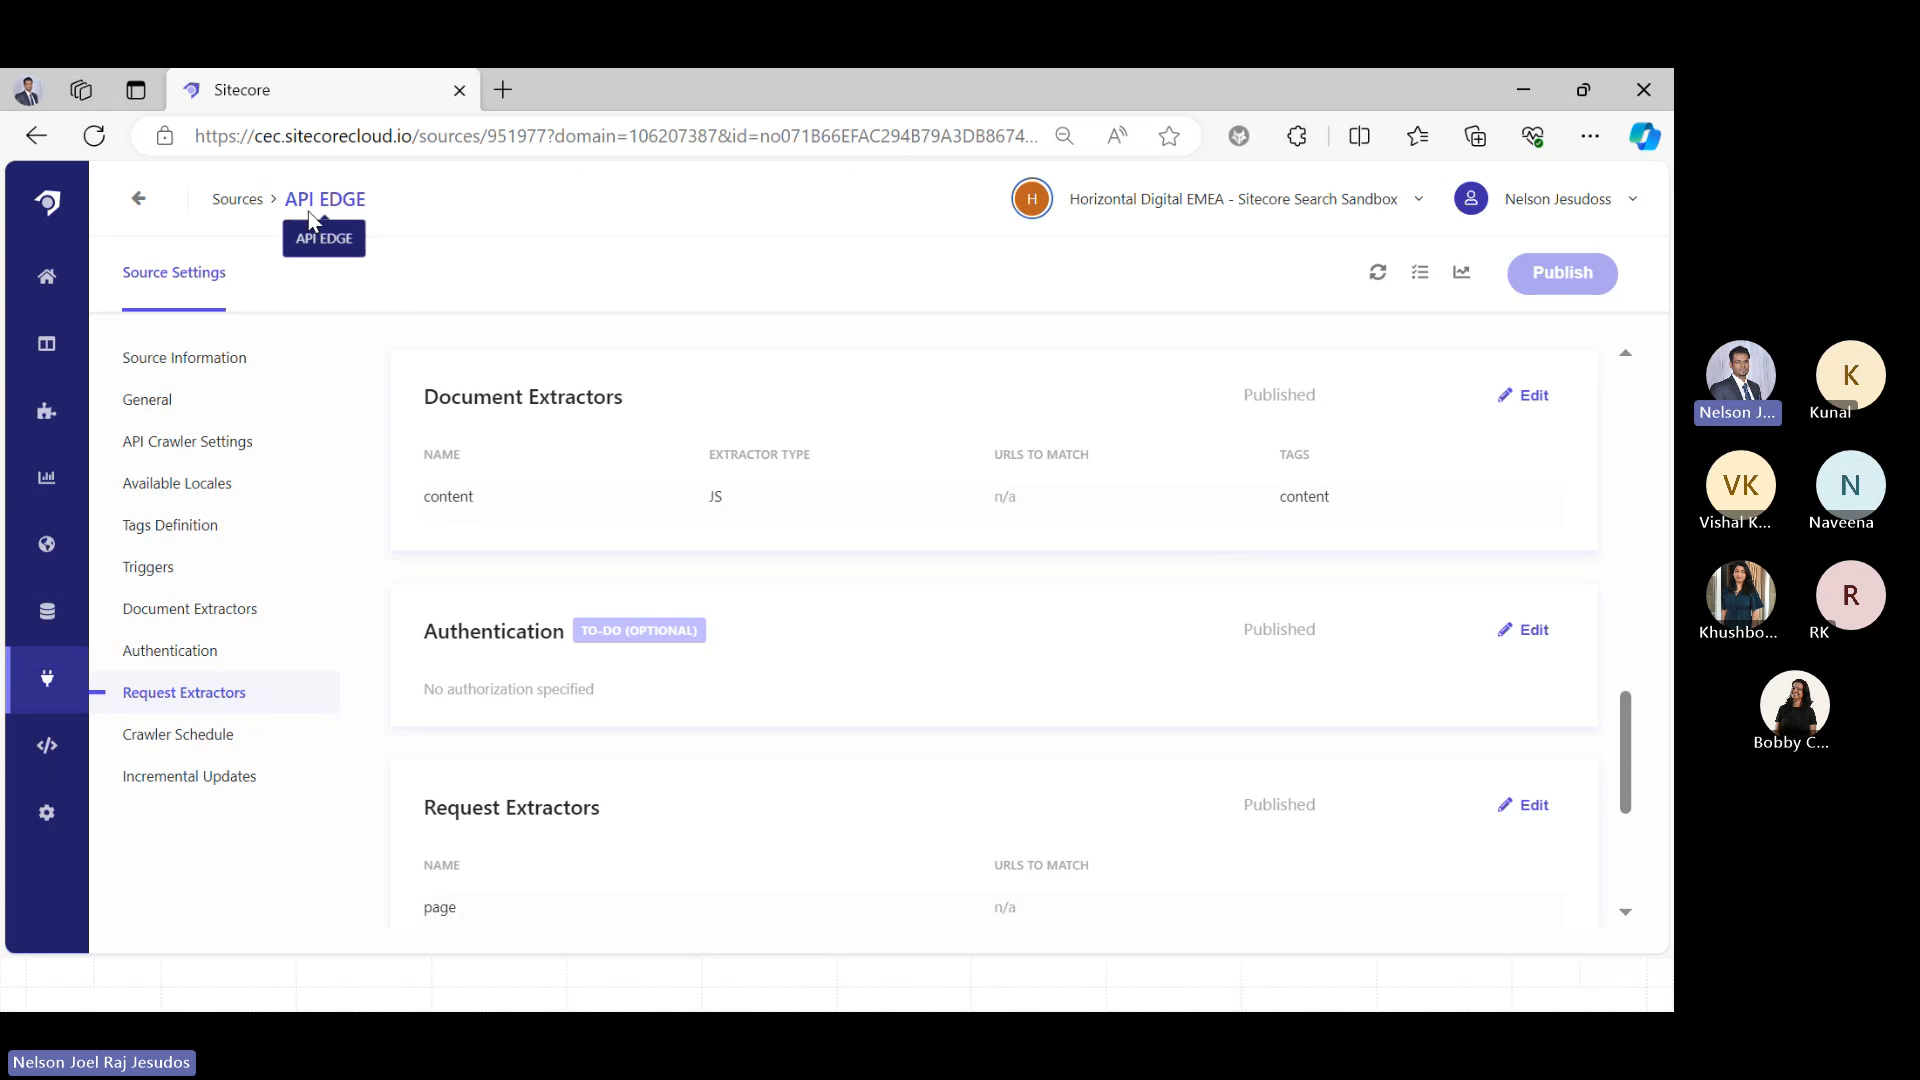 Sitecore
https://cec.sitecorecloud.io/sources/951977?domain=106207387&id=no071B66EFAC294B79A3DB8674...
Sources > API EDGE
API EDGE
H
Horizontal Digital EMEA - Sitecore Search Sandbox
Nelson Jesudoss
Source Settings
Publish
Source Information
General
API Crawler Settings
Available Locales
Tags Definition
Triggers
Document Extractors
Authentication
Request Extractors
Crawler Schedule
Incremental Updates
Document Extractors
Published
Edit
NAME EXTRACTOR TYPE URLS TO MATCH TAGS
content JS n/a content
Authentication TO-DO (OPTIONAL)
Published
Edit
No authorization specified
Request Extractors
Published
Edit
NAME URLS TO MATCH
page n/a
Nelson J...
K
Kunal
VK
Vishal K...
N
Naveena
Khushbo...
R
RK
Bobby C...
Nelson Joel Raj Jesudos